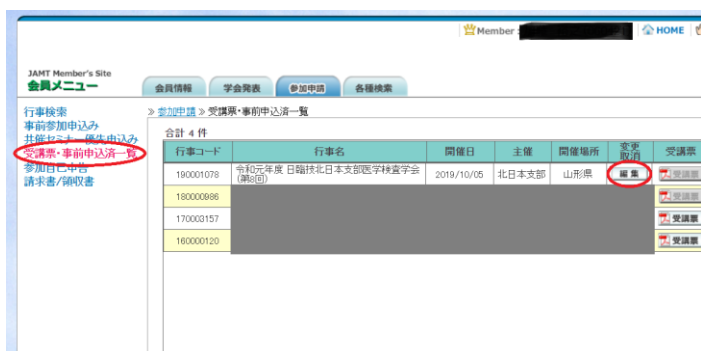 Member :
HOME
JAMT Member's Site
会員メニュー
会員情報 学会発表 参加申請 各種検索
行事検索
事前参加申込み
共催セミナー優先申込み
受講票・事前申込済一覧
参加自己申告
請求書/領収書
» 参加申請 » 受講票・事前申込済一覧
合計 4 件
行事コード 行事名 開催日 主催 開催場所 変更取消 受講票
190001078 令和元年度 日臨技北日本支部医学検査学会(第8回) 2019/10/05 北日本支部 山形県 編集 受講票
180000986 受講票
170003157 受講票
160000120 受講票